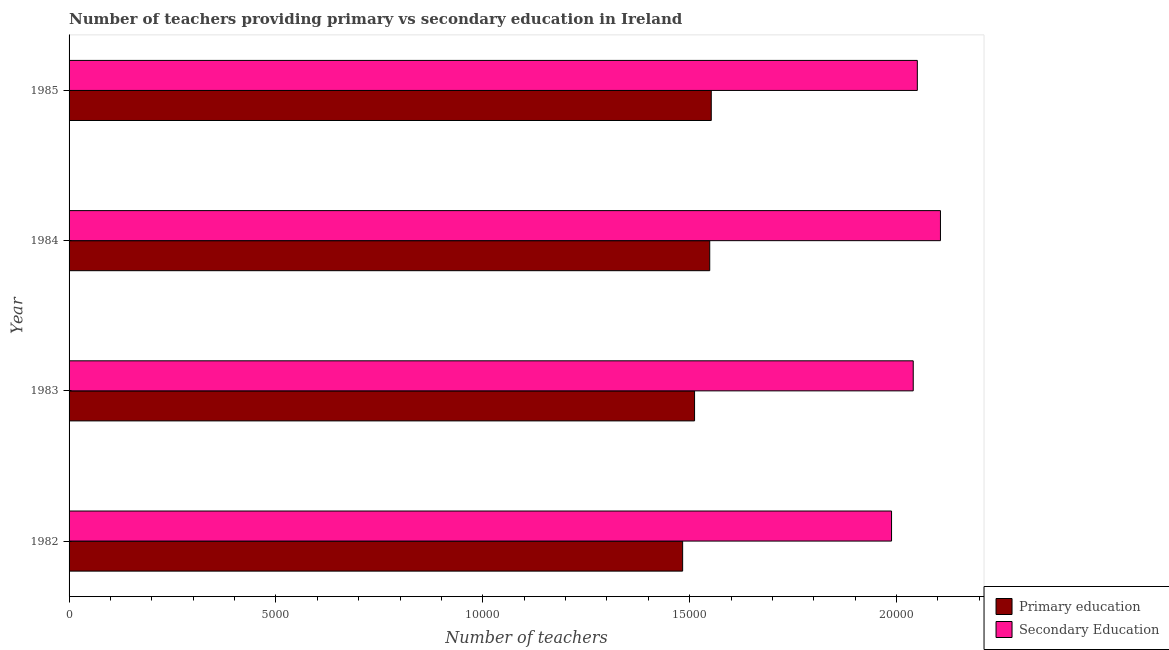 Number of teachers providing primary vs secondary education in Ireland
1985
1984
1983
1982
Year
0
5000
10000
15000
20000
Number of teachers
Primary education
Secondary Education